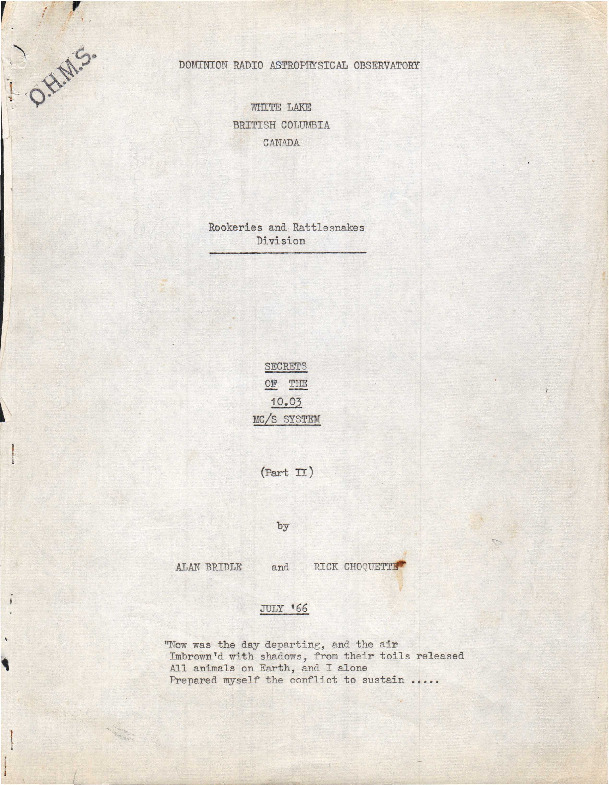 O.H.M.S.
DOMINION RADIO ASTROPHYSICAL OBSERVATORY
WHITE LAKE
BRITISH COLUMBIA
CANADA
Rookeries and Rattlesnakes
Division
SECRETS
OF THE
10.03
MC/S SYSTEM
(Part II)
by
ALAN BRIDLE and RICK CHOQUETTE
JULY '66
"Now was the day departing, and the air
Imbrown'd with shadows, from their toils released
All animals on Earth, and I alone
Prepared myself the conflict to sustain .....